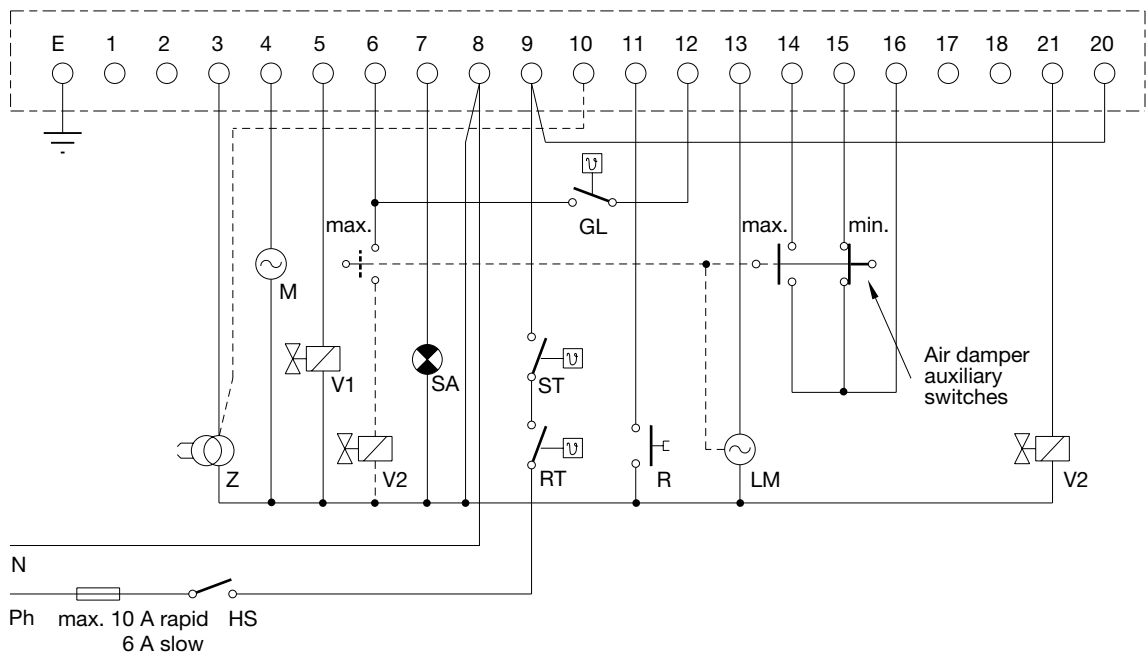 E 1 2 3 4 5 6 7 8 9 10 11 12 13 14 15 16 17 18 21 20
ϑ
GL
max.
max. min.
M
V1
SA
ST ϑ
Air damper
auxiliary
switches
Z
V2
RT ϑ
R
LM
V2
N
Ph max. 10 A rapid HS
6 A slow